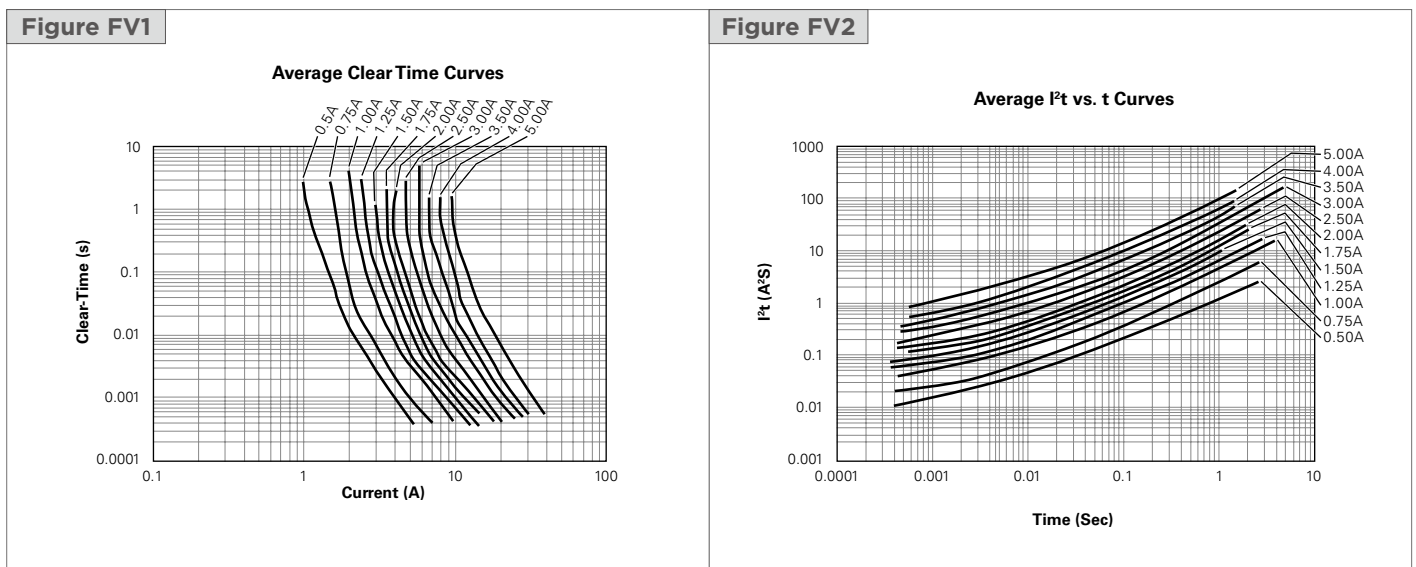 Figure FV1
Average Clear Time Curves
0.5A
0.75A
1.00A
1.25A
1.50A
1.75A
2.00A
2.50A
3.00A
3.50A
4.00A
5.00A
10
1
0.1
0.01
0.001
0.0001
Clear-Time (s)
0.1
1
10
100
Current (A)
Figure FV2
Average I²t vs. t Curves
1000
100
10
1
0.1
0.01
0.001
I²t (A²S)
5.00A
4.00A
3.50A
3.00A
2.50A
2.00A
1.75A
1.50A
1.25A
1.00A
0.75A
0.50A
0.0001
0.001
0.01
0.1
1
10
Time (Sec)